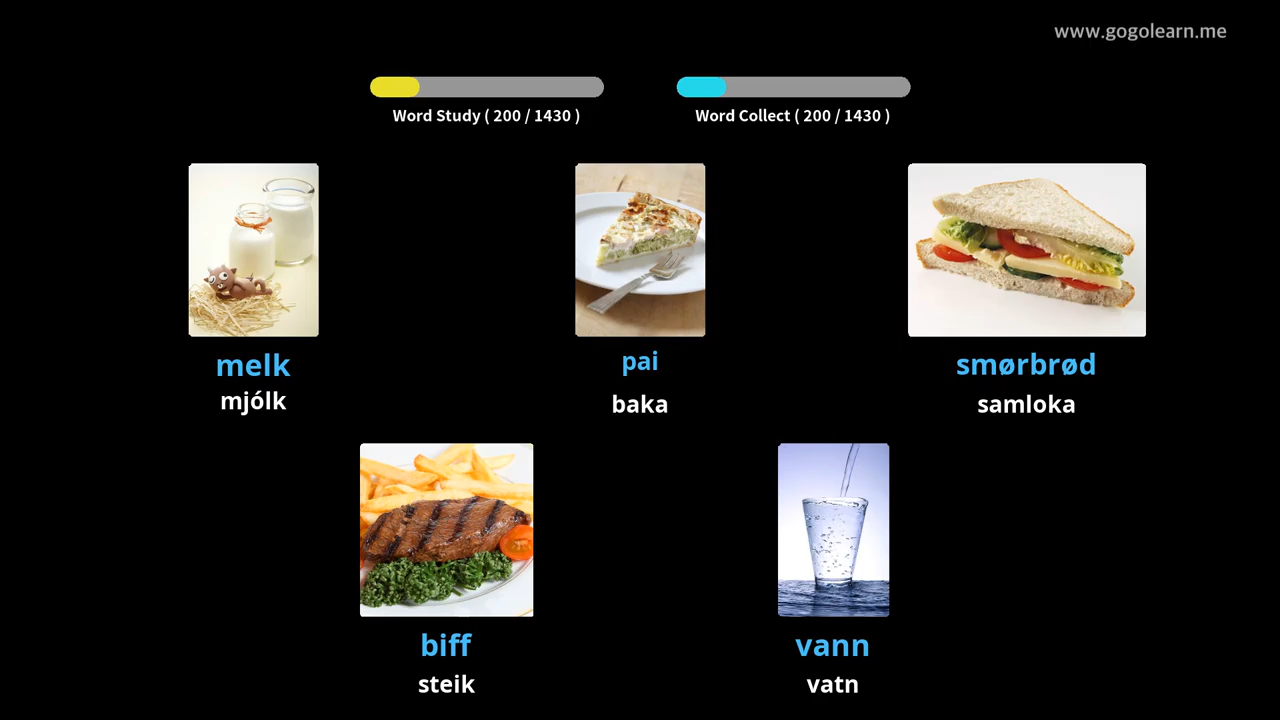 www.gogolearn.me
Word Study ( 200 / 1430 )
Word Collect ( 200 / 1430 )
melk
mjólk
pai
baka
smørbrød
samloka
biff
steik
vann
vatn